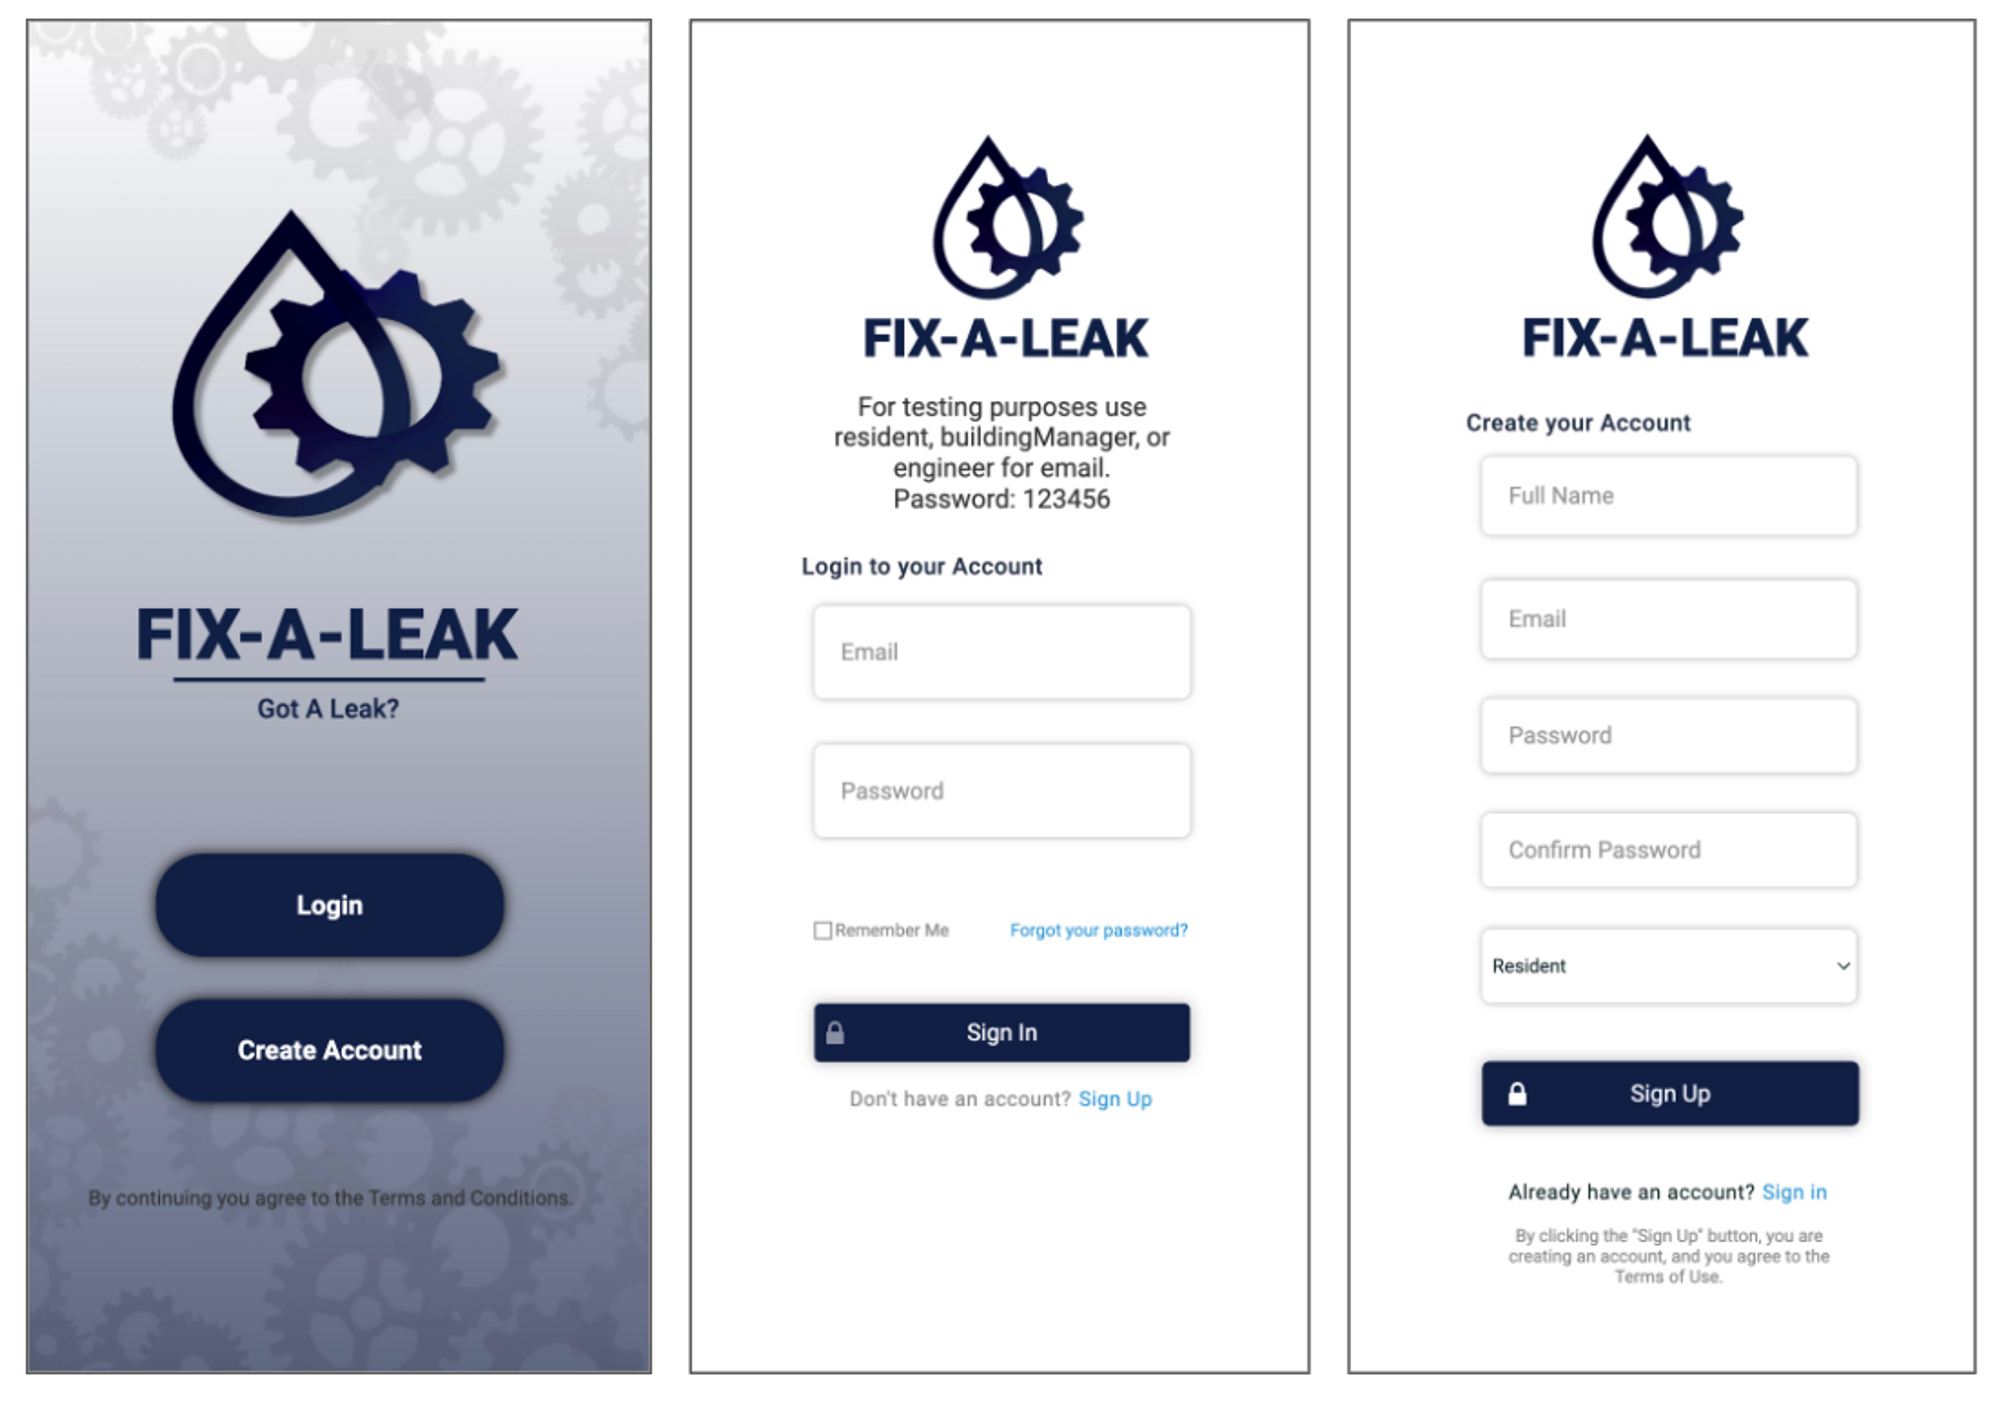 FIX-A-LEAK
Got A Leak?
Login
Create Account
By continuing you agree to the Terms and Conditions.
FIX-A-LEAK
For testing purposes use
resident, buildingManager, or
engineer for email.
Password: 123456
Login to your Account
Email
Password
Remember Me
Forgot your password?
Sign In
Don't have an account? Sign Up
FIX-A-LEAK
Create your Account
Full Name
Email
Password
Confirm Password
Resident
Sign Up
Already have an account? Sign in
By clicking the "Sign Up" button, you are
creating an account, and you agree to the
Terms of Use.